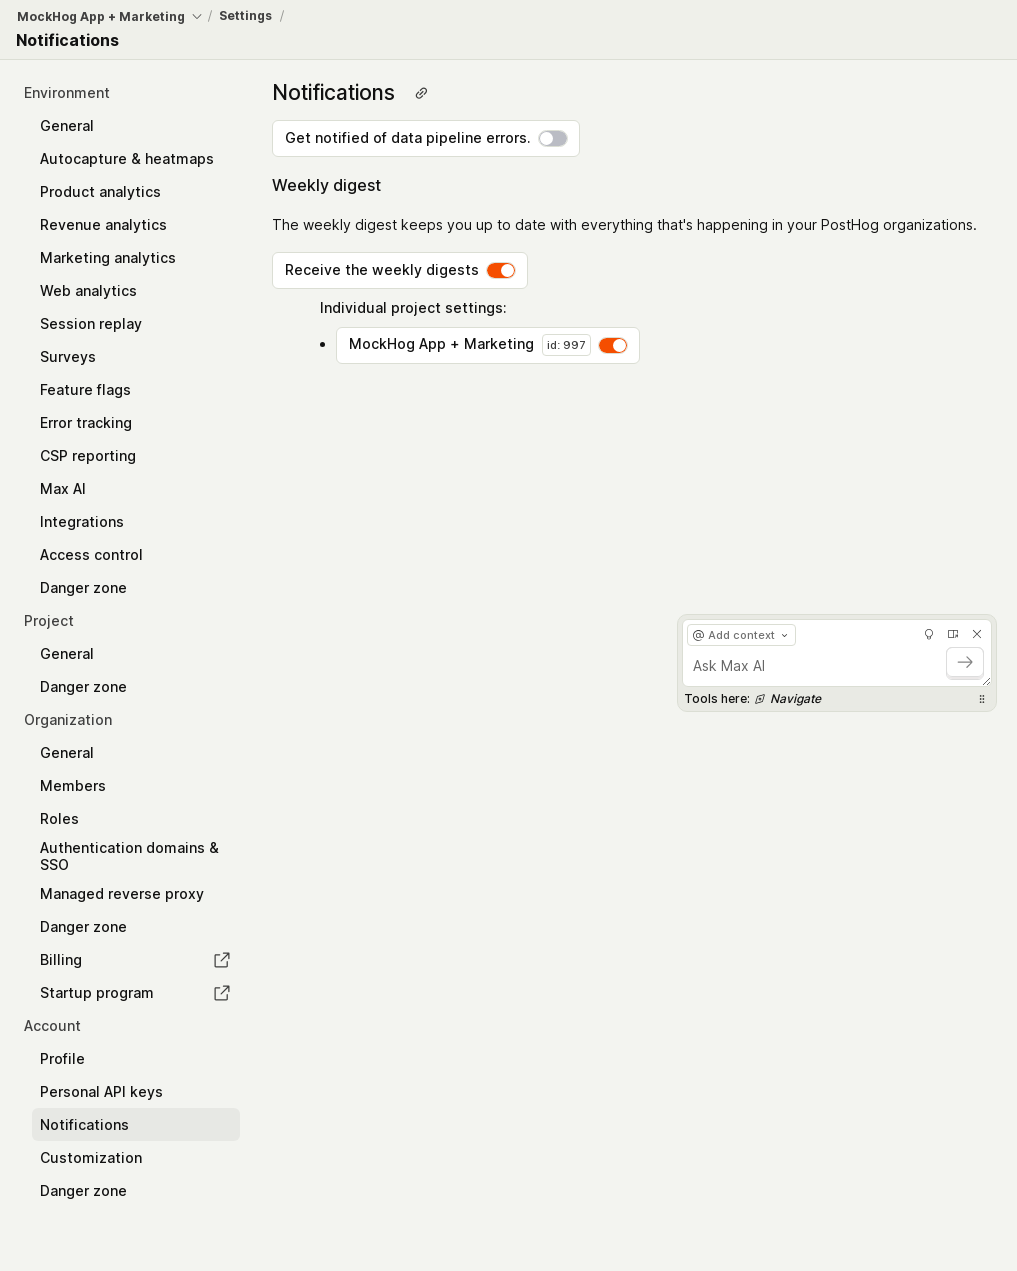 MockHog App + Marketing / Settings /
Notifications
Environment
General
Autocapture & heatmaps
Product analytics
Revenue analytics
Marketing analytics
Web analytics
Session replay
Surveys
Feature flags
Error tracking
CSP reporting
Max AI
Integrations
Access control
Danger zone
Project
General
Danger zone
Organization
General
Members
Roles
Authentication domains &
SSO
Managed reverse proxy
Danger zone
Billing
Startup program
Account
Profile
Personal API keys
Notifications
Customization
Danger zone
Notifications
Get notified of data pipeline errors.
Weekly digest
The weekly digest keeps you up to date with everything that's happening in your PostHog organizations.
Receive the weekly digests
Individual project settings:
• MockHog App + Marketing id: 997
@ Add context
Ask Max AI
Tools here: Navigate